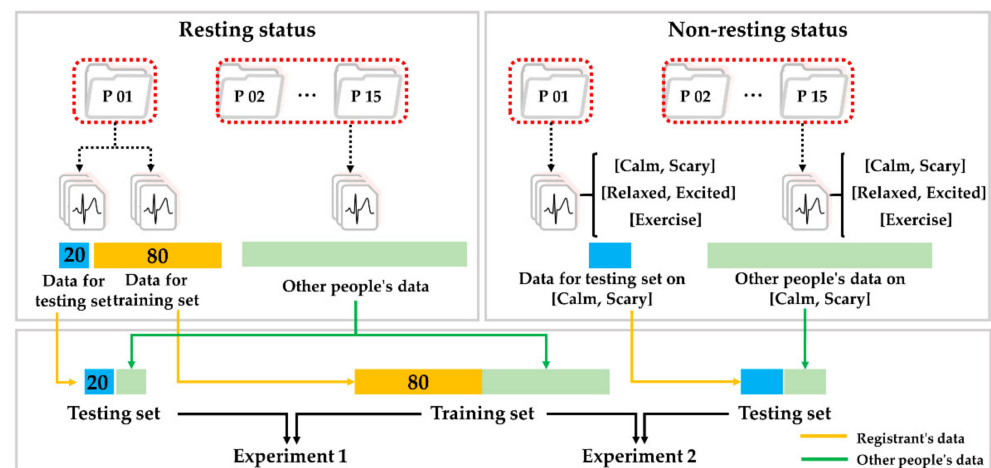 Resting status
Non-resting status
P 01
P 02
...
P 15
P 01
P 02
...
P 15
[Calm, Scary]
[Relaxed, Excited]
[Exercise]
[Calm, Scary]
[Relaxed, Excited]
[Exercise]
20
80
Data for
testing set
Data for
training set
Other people's data
Data for testing set on
[Calm, Scary]
Other people's data on
[Calm, Scary]
20
80
Testing set
Training set
Testing set
Experiment 1
Experiment 2
Registrant's data
Other people's data